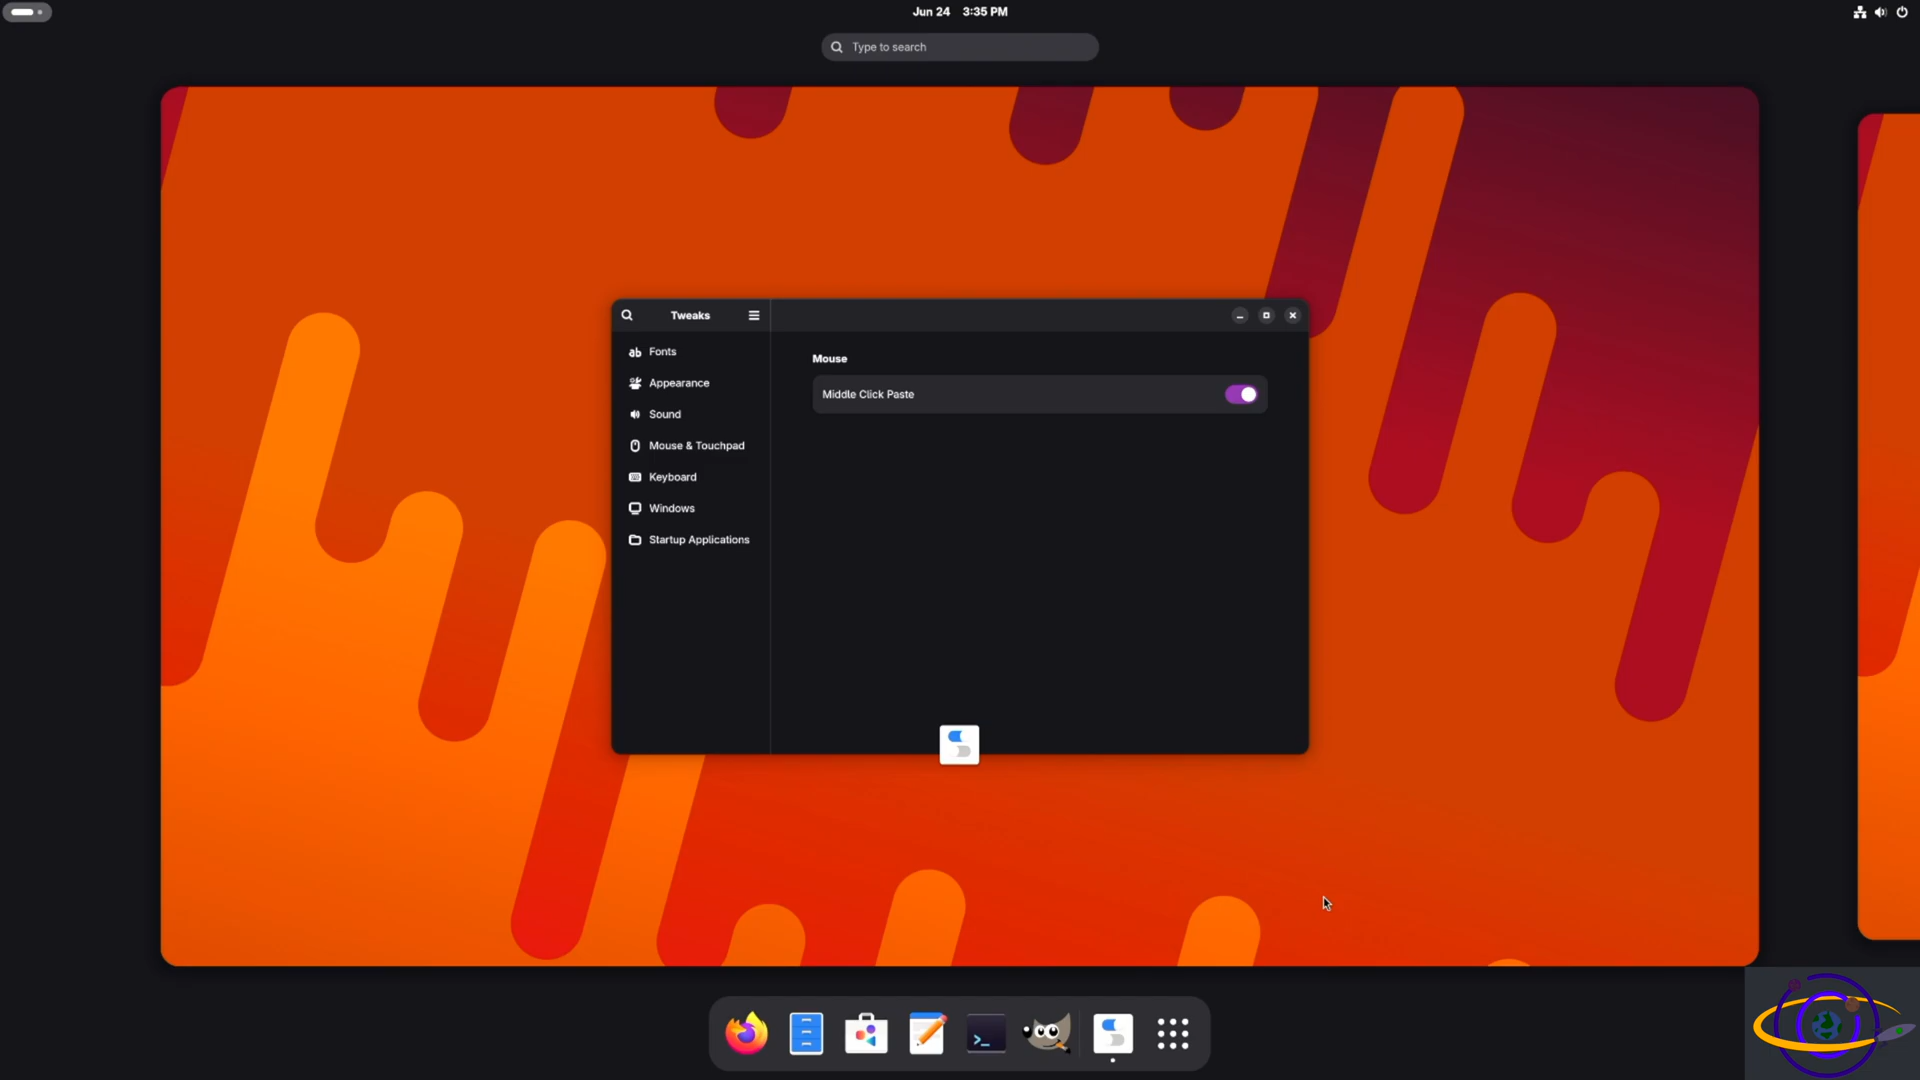 Jun 24 3:35 PM
Type to search
Tweaks
Fonts
Appearance
Sound
Mouse & Touchpad
Keyboard
Windows
Startup Applications
Mouse
Middle Click Paste